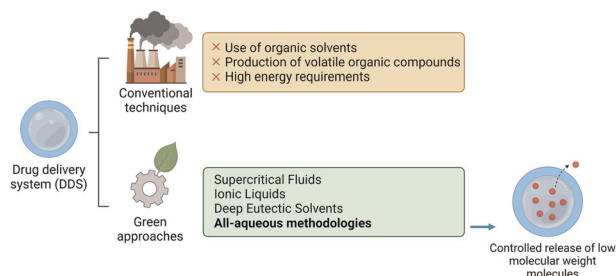 Conventional
techniques
× Use of organic solvents
× Production of volatile organic compounds
× High energy requirements
Drug delivery
system (DDS)
Green
approaches
Supercritical Fluids
Ionic Liquids
Deep Eutectic Solvents
All-aqueous methodologies
Controlled release of low
molecular weight
molecules